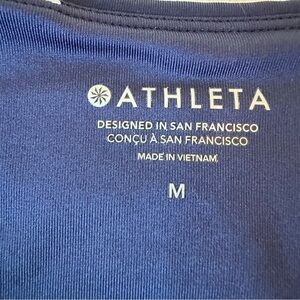 ATHLETA
DESIGNED IN SAN FRANCISCO
CONÇU À SAN FRANCISCO
MADE IN VIETNAM
M